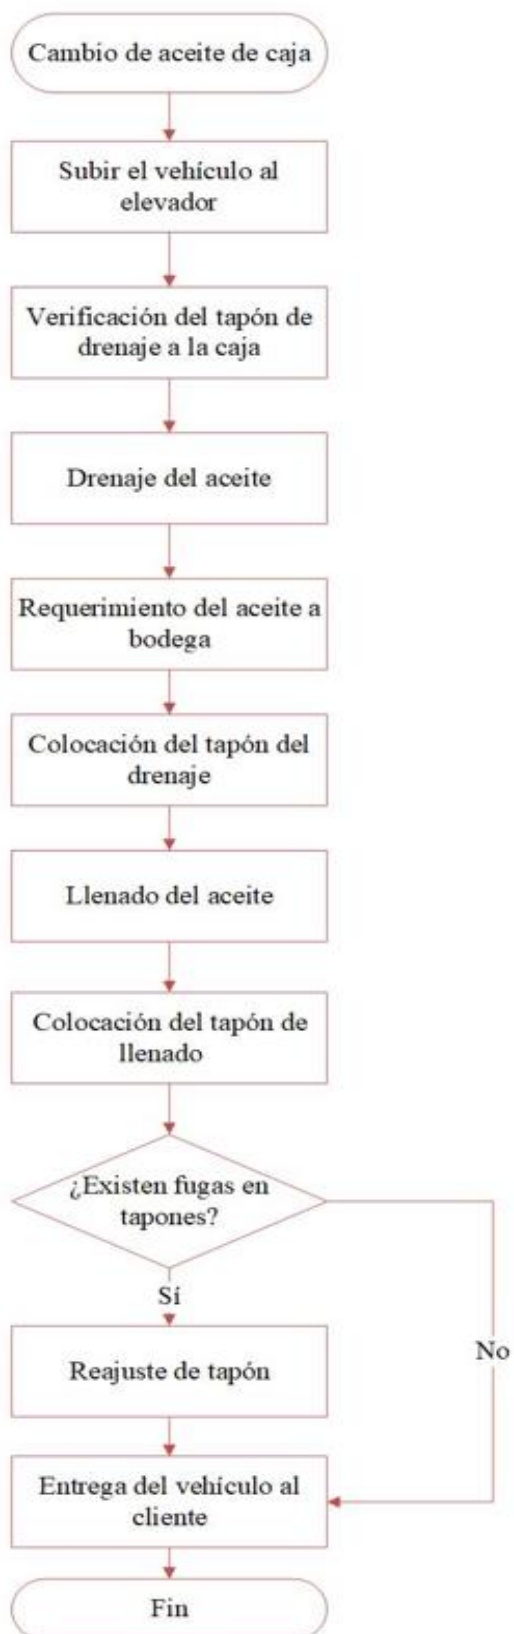 Cambio de aceite de caja
Subir el vehículo al
elevador
Verificación del tapón de
drenaje a la caja
Drenaje del aceite
Requerimiento del aceite a
bodega
Colocación del tapón del
drenaje
Llenado del aceite
Colocación del tapón de
llenado
¿Existen fugas en
tapones?
Sí
No
Reajuste de tapón
Entrega del vehículo al
cliente
Fin